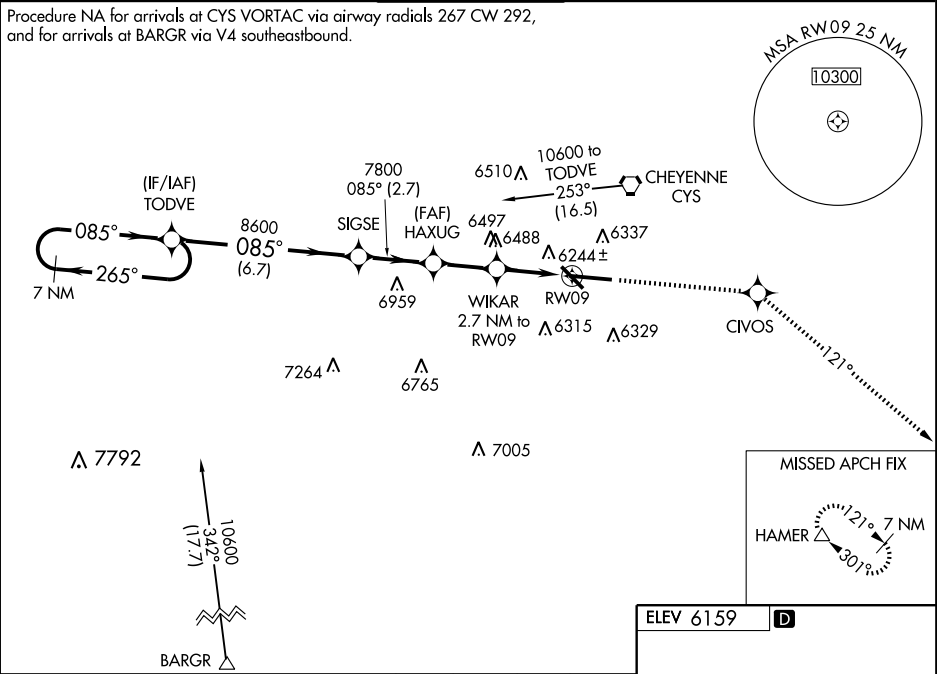 Procedure NA for arrivals at CYS VORTAC via airway radials 267 CW 292,
and for arrivals at BARGR via V4 southeastbound.
MSA RW09 25 NM
10300
(IF/IAF)
TODVE
085°
265°
7 NM
8600
085°
(6.7)
SIGSE
7800
085° (2.7)
(FAF)
HAXUG
6510
10600 to
TODVE
253°
(16.5)
CHEYENNE
CYS
6497
6488
6337
6244±
6959
WIKAR
2.7 NM to
RW09
RW09
6315
6329
CIVOS
121°
7264
6765
7792
7005
10600
342°
(17.7)
BARGR
MISSED APCH FIX
HAMER
121°
7 NM
301°
ELEV 6159
D